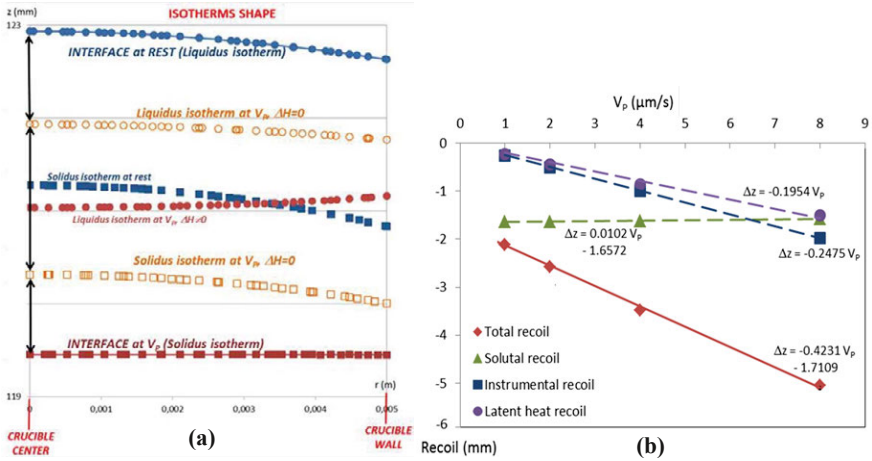 ISOTHERMS SHAPE
z (mm)
123
INTERFACE at REST (Liquidus isotherm)
Liquidus isotherm at VP, ΔH=0
Solidus isotherm at rest
Liquidus isotherm at VP, ΔH≠0
Solidus isotherm at VP, ΔH=0
INTERFACE at VP (Solidus isotherm)
r (m)
119
0 0,001 0,002 0,003 0,004 0,005
CRUCIBLE
CENTER
(a)
CRUCIBLE
WALL
VP (µm/s)
0 1 2 3 4 5 6 7 8 9
0
-1
-2
-3
-4
-5
-6
Δz = -0.1954 VP
Δz = 0.0102 VP
- 1.6572
Δz = -0.2475 VP
Total recoil
Solutal recoil
Instrumental recoil
Latent heat recoil
Δz = -0.4231 VP
- 1.7109
Recoil (mm)
(b)